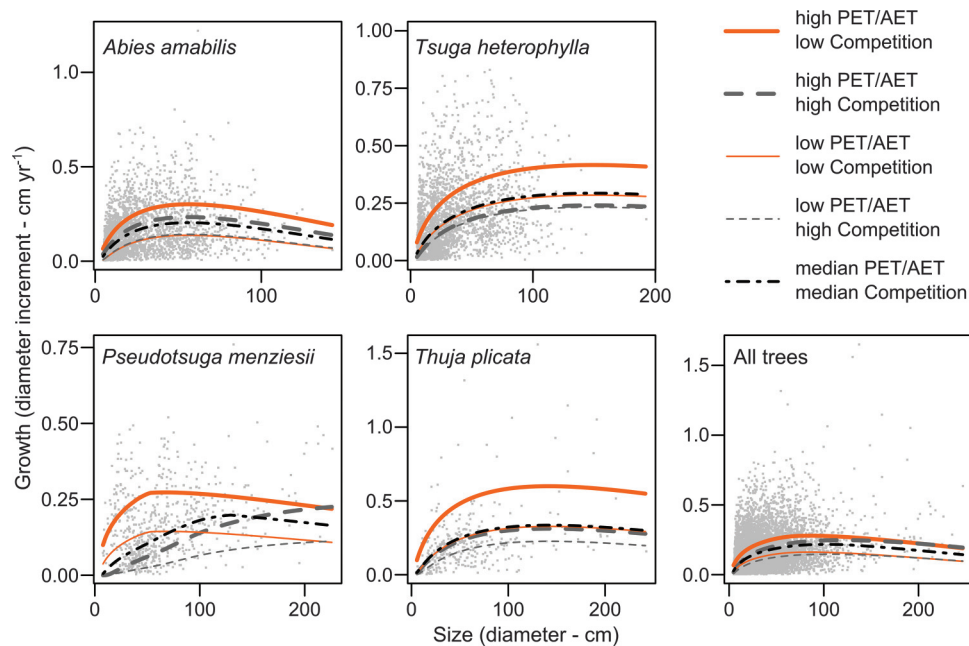 Abies amabilis
1.0
0.5
0.0
0
100
Tsuga heterophylla
1.00
0.75
0.50
0.25
0.00
0
100
200
high PET/AET
low Competition
high PET/AET
high Competition
low PET/AET
low Competition
low PET/AET
high Competition
median PET/AET
median Competition
Growth (diameter increment - cm yr-1)
Pseudotsuga menziesii
0.75
0.50
0.25
0.00
0
100
200
Thuja plicata
1.5
1.0
0.5
0.0
0
100
200
All trees
1.5
1.0
0.5
0.0
0
100
200
Size (diameter - cm)